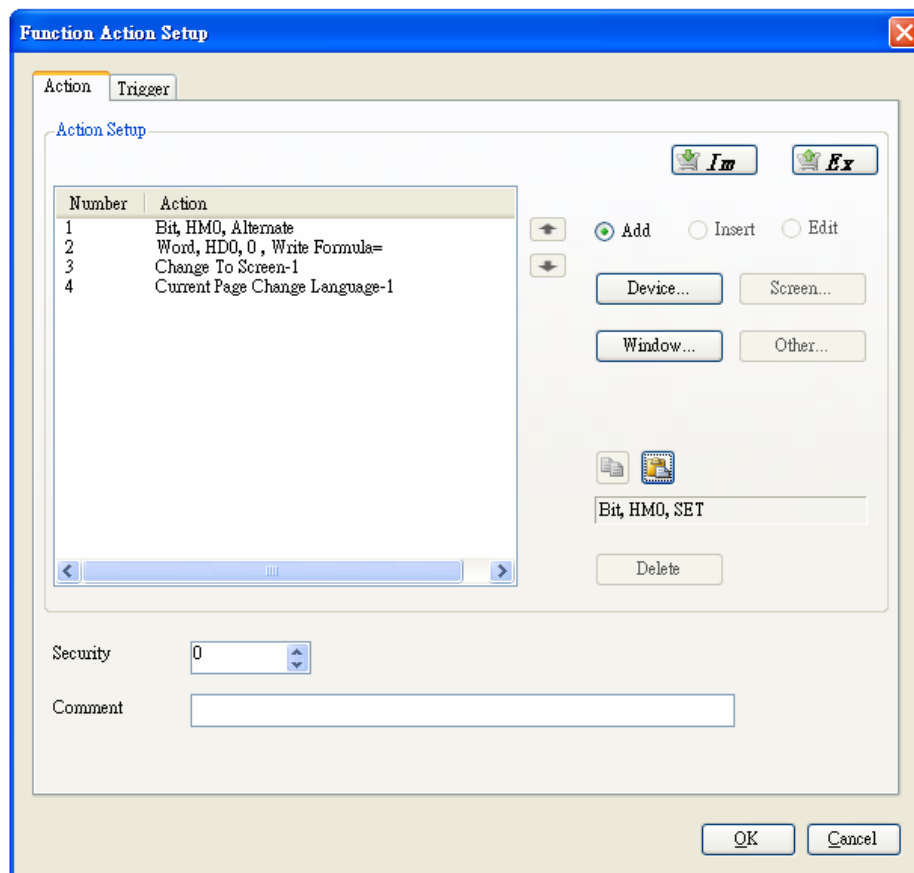 Function Action Setup
Action Trigger
Action Setup
Im Ex
Number Action
1 Bit, HM0, Alternate
2 Word, HD0, 0 , Write Formula=
3 Change To Screen-1
4 Current Page Change Language-1
Add Insert Edit
Device... Screen...
Window... Other...
Bit, HM0, SET
Delete
Security 0
Comment
OK Cancel